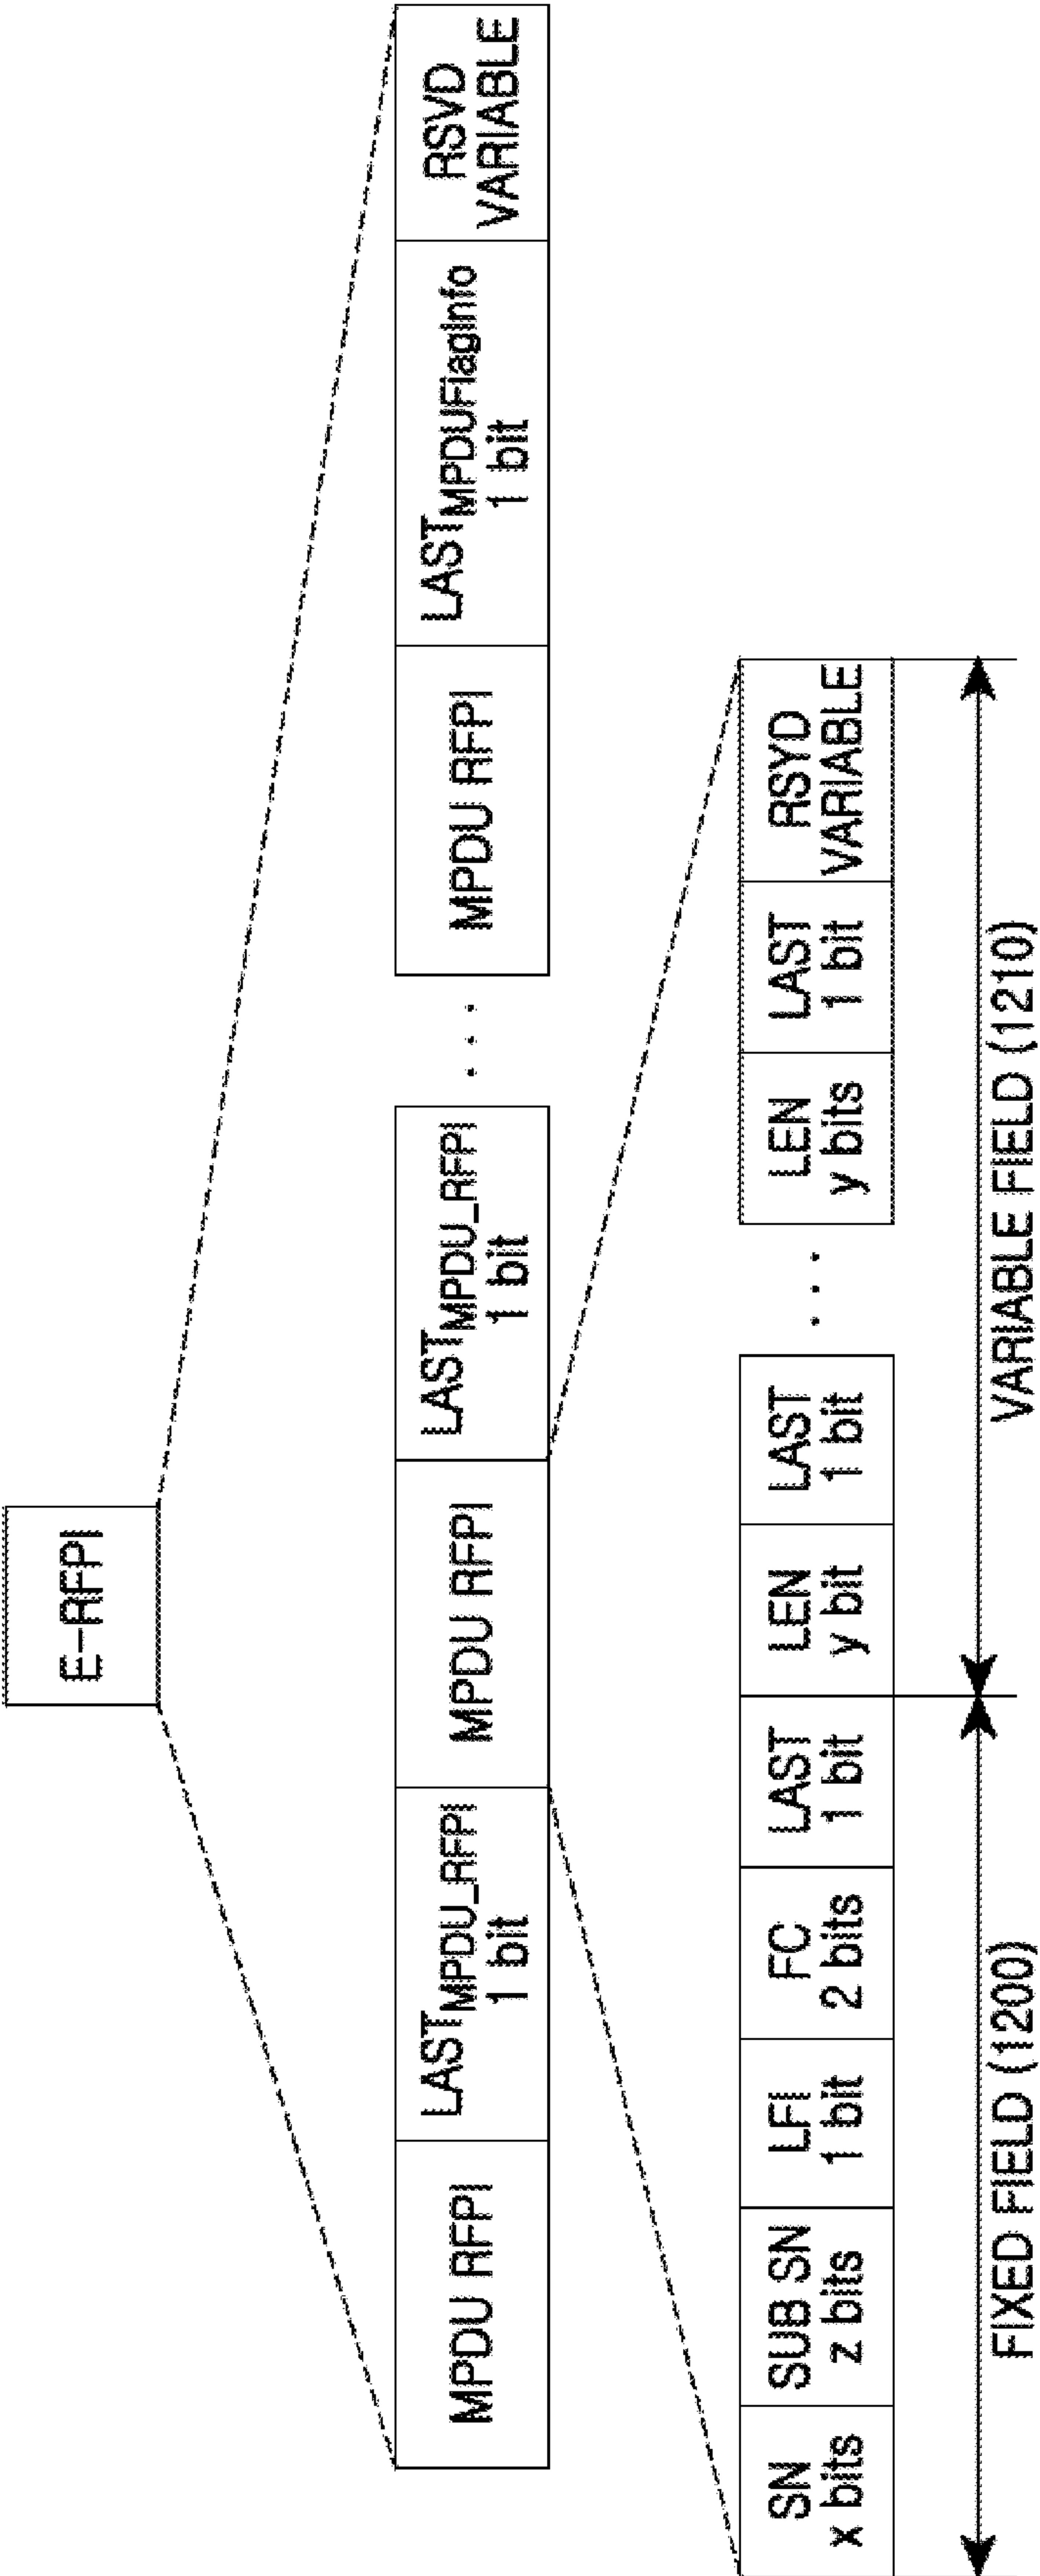 E-RFPI
MPDU RFPI
LASTMPDU_RFPI
1 bit
MPDU RFPI
LASTMPDU_RFPI
1 bit
. . .
MPDU RFPI
LASTMPDUFlagInfo
1 bit
RSVD
VARIABLE
SN
x bits
SUB SN
z bits
LFI
1 bit
FC
2 bits
LAST
1 bit
LEN
y bit
LAST
1 bit
. . .
LEN
y bits
LAST
1 bit
RSYD
VARIABLE
FIXED FIELD (1200)
VARIABLE FIELD (1210)